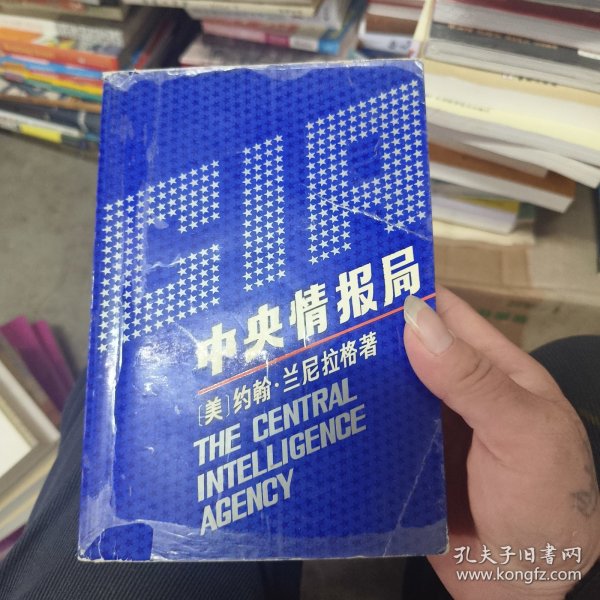 CIA
中央情报局
〔美〕约翰·兰尼拉格著
THE CENTRAL
INTELLIGENCE
AGENCY
孔夫子旧书网
www.kongfz.com